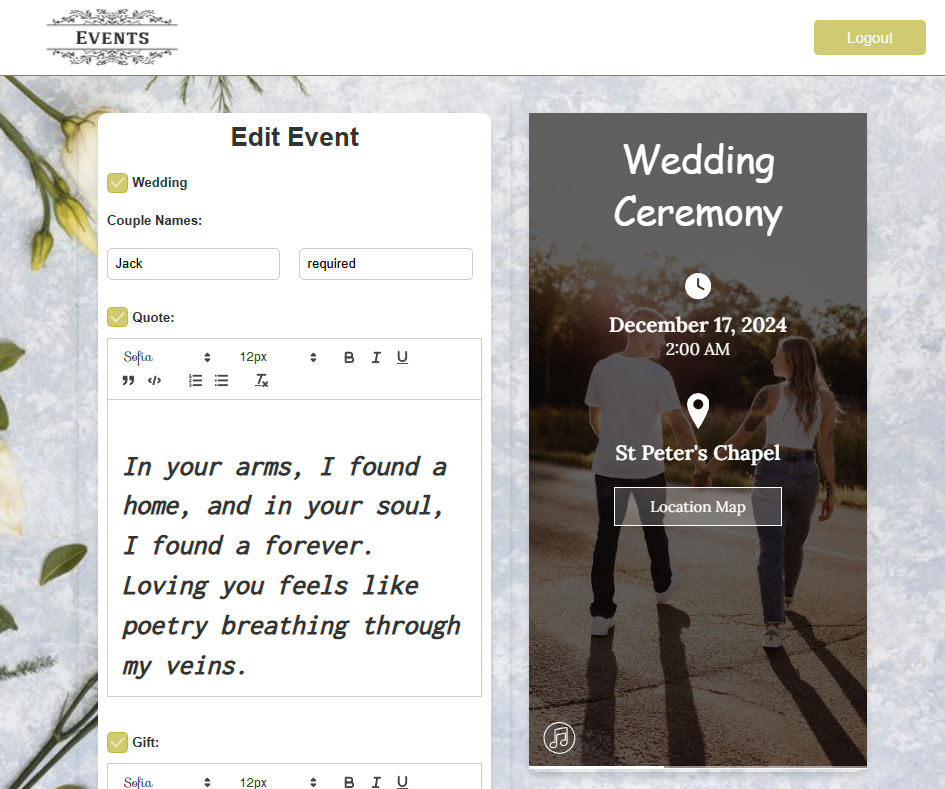 EVENTS
Logout
Edit Event
Wedding
Couple Names:
Jack
required
Quote:
Sofia
12px
B I U
In your arms, I found a
home, and in your soul,
I found a forever.
Loving you feels like
poetry breathing through
my veins.
Gift:
Sofia
12px
B I U
Wedding
Ceremony
December 17, 2024
2:00 AM
St Peter's Chapel
Location Map